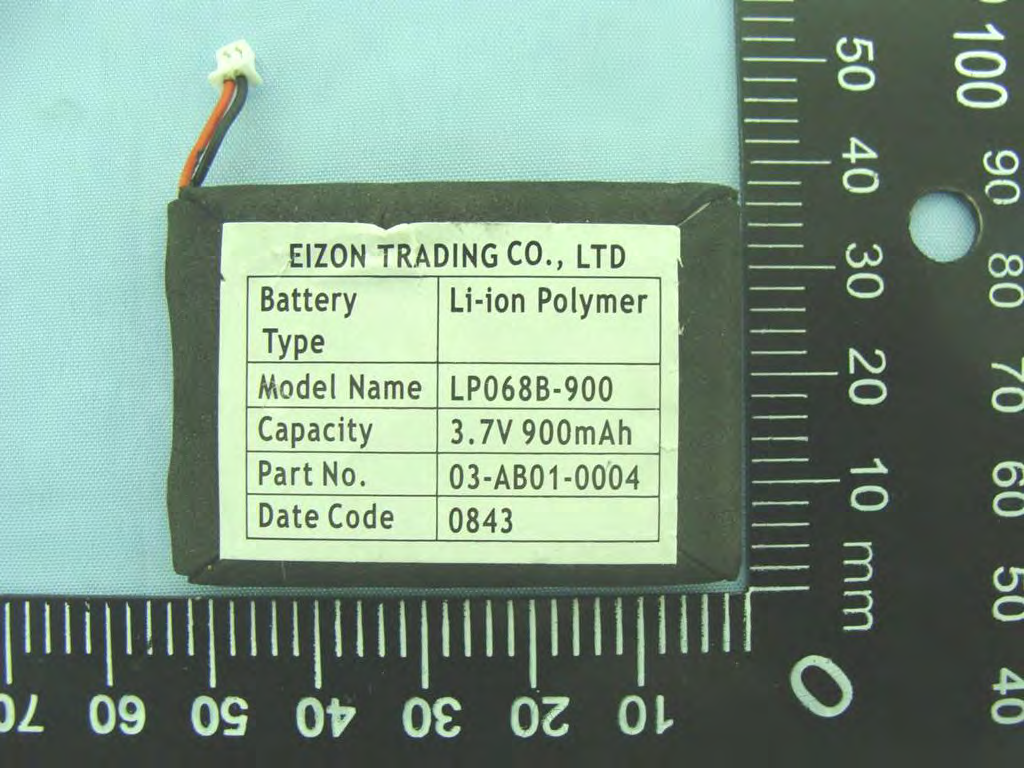 EIZON TRADING CO., LTD
Battery Type Li-ion Polymer
Model Name LP068B-900
Capacity 3.7V 900mAh
Part No. 03-AB01-0004
Date Code 0843
50
40
30
20
10 mm
0
100
90
80
70
60
50
40
70 60 50 40 30 20 10